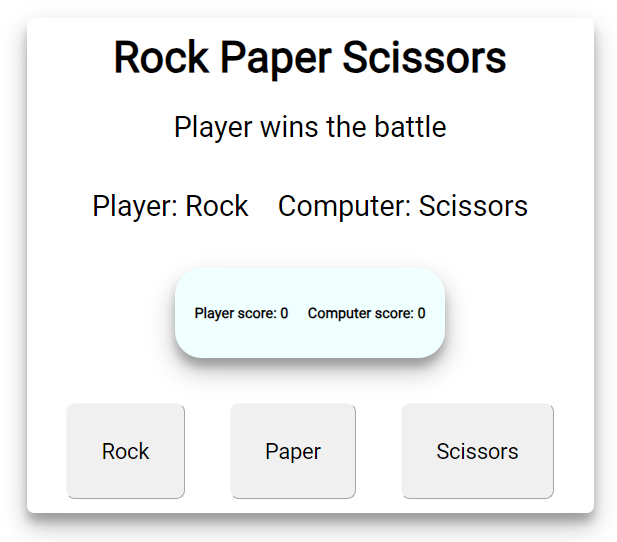 Rock Paper Scissors
Player wins the battle
Player: Rock Computer: Scissors
Player score: 0 Computer score: 0
Rock Paper Scissors